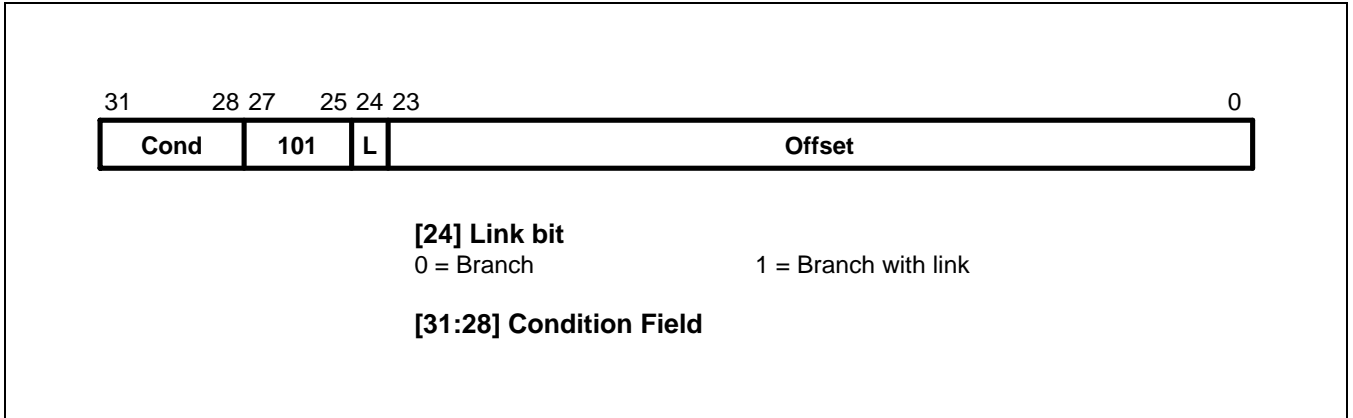 31 28 27 25 24 23 0
Cond 101 L Offset
[24] Link bit
0 = Branch 1 = Branch with link
[31:28] Condition Field